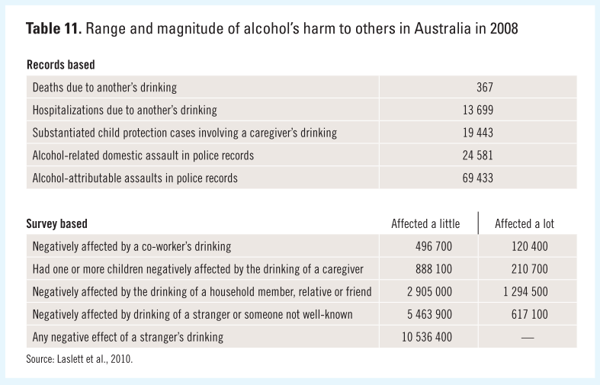 Table 11. Range and magnitude of alcohol's harm to others in Australia in 2008
Records based
Deaths due to another's drinking 367
Hospitalizations due to another's drinking 13 699
Substantiated child protection cases involving a caregiver's drinking 19 443
Alcohol-related domestic assault in police records 24 581
Alcohol-attributable assaults in police records 69 433
Survey based Affected a little Affected a lot
Negatively affected by a co-worker's drinking 496 700 120 400
Had one or more children negatively affected by the drinking of a caregiver 888 100 210 700
Negatively affected by the drinking of a household member, relative or friend 2 905 000 1 294 500
Negatively affected by drinking of a stranger or someone not well-known 5 463 900 617 100
Any negative effect of a stranger's drinking 10 536 400 —
Source: Laslett et al., 2010.